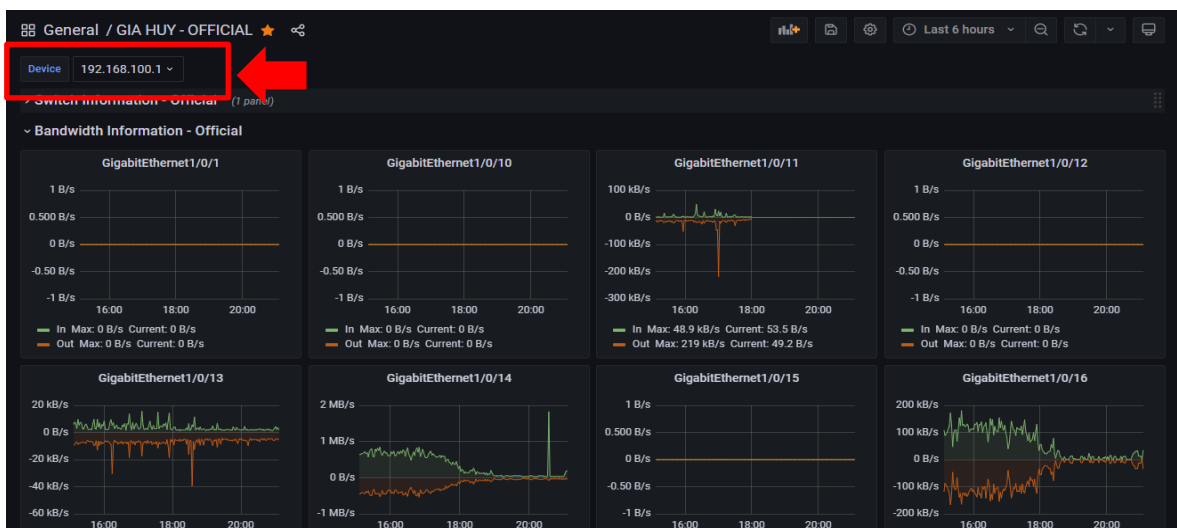 General / GIA HUY - OFFICIAL
Last 6 hours
Device 192.168.100.1
Switch Information - Official (1 panel)
Bandwidth Information - Official
GigabitEthernet1/0/1
1 B/s
0.500 B/s
0 B/s
-0.50 B/s
-1 B/s
16:00 18:00 20:00
In Max: 0 B/s Current: 0 B/s
Out Max: 0 B/s Current: 0 B/s
GigabitEthernet1/0/10
1 B/s
0.500 B/s
0 B/s
-0.50 B/s
-1 B/s
16:00 18:00 20:00
In Max: 0 B/s Current: 0 B/s
Out Max: 0 B/s Current: 0 B/s
GigabitEthernet1/0/11
100 kB/s
0 B/s
-100 kB/s
-200 kB/s
-300 kB/s
16:00 18:00 20:00
In Max: 48.9 kB/s Current: 53.5 B/s
Out Max: 219 kB/s Current: 49.2 B/s
GigabitEthernet1/0/12
1 B/s
0.500 B/s
0 B/s
-0.50 B/s
-1 B/s
16:00 18:00 20:00
In Max: 0 B/s Current: 0 B/s
Out Max: 0 B/s Current: 0 B/s
GigabitEthernet1/0/13
20 kB/s
0 B/s
-20 kB/s
-40 kB/s
-60 kB/s
16:00 18:00 20:00
GigabitEthernet1/0/14
2 MB/s
1 MB/s
0 B/s
-1 MB/s
16:00 18:00 20:00
GigabitEthernet1/0/15
1 B/s
0.500 B/s
0 B/s
-0.50 B/s
-1 B/s
16:00 18:00 20:00
GigabitEthernet1/0/16
200 kB/s
100 kB/s
0 B/s
-100 kB/s
-200 kB/s
16:00 18:00 20:00